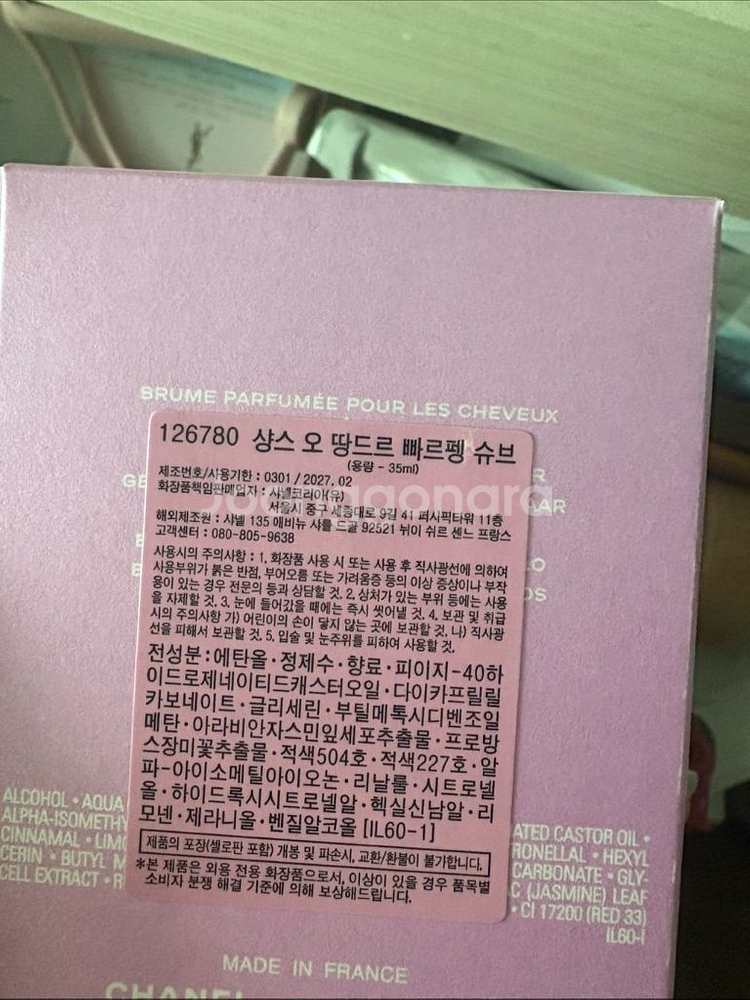 BRUME PARFUMÉE POUR LES CHEVEUX
126780 샹스 오 땅드르 빠르펭 슈브
(용량 - 35ml)
제조번호/사용기한 : 0301 / 2027. 02
화장품책임판매업자 : 샤넬코리아(유)
서울시 중구 세종대로 9길 41 퍼시픽타워 11층
해외제조원 : 샤넬 135 애비뉴 샤를 드골 92521 뉘이 쉬르 센느 프랑스
고객센터 : 080-805-9638
사용시의 주의사항 : 1. 화장품 사용 시 또는 사용 후 직사광선에 의하여
사용부위가 붉은 반점, 부어오름 또는 가려움증 등의 이상 증상이나 부작
용이 있는 경우 전문의 등과 상담할 것. 2. 상처가 있는 부위 등에는 사용
을 자제할 것. 3. 눈에 들어갔을 때에는 즉시 씻어낼 것. 4. 보관 및 취급
시의 주의사항 가) 어린이의 손이 닿지 않는 곳에 보관할 것. 나) 직사광
선을 피해서 보관할 것. 5. 입술 및 눈주위를 피하여 사용할 것.
전성분 : 에탄올 · 정제수 · 향료 · 피이지-40하
이드로제네이티드캐스터오일 · 다이카프릴릴
카보네이트 · 글리세린 · 부틸메톡시디벤조일
메탄 · 아라비안자스민잎세포추출물 · 프로방
스장미꽃추출물 · 적색504호 · 적색227호 · 알
파-아이소메틸아이오논 · 리날룰 · 시트로넬
올 · 하이드록시시트로넬알 · 헥실신남알 · 리
모넨 · 제라니올 · 벤질알코올 [IL60-1]
제품의 포장(셀로판 포함) 개봉 및 파손시, 교환/환불이 불가합니다.
*본 제품은 외용 전용 화장품으로서, 이상이 있을 경우 품목별
소비자 분쟁 해결 기준에 의해 보상해드립니다.
ALCOHOL • AQUA
ALPHA-ISOMETHY
CINNAMAL • LIMO
CERIN • BUTYL M
CELL EXTRACT • R
ATED CASTOR OIL •
RONELLAL • HEXYL
CARBONATE • GLY-
C (JASMINE) LEAF
• CI 17200 (RED 33)
IL60-I
MADE IN FRANCE
CHANEL
Joonggonara